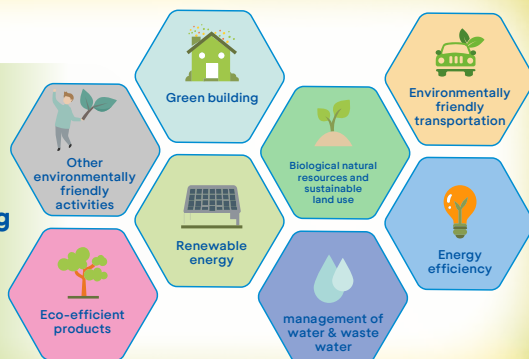 Green building
Environmentally
friendly
transportation
Other
environmentally
friendly
activities
Biological natural
resources and
sustainable
land use
g
Renewable
energy
Energy
efficiency
Eco-efficient
products
management of
water & waste
water